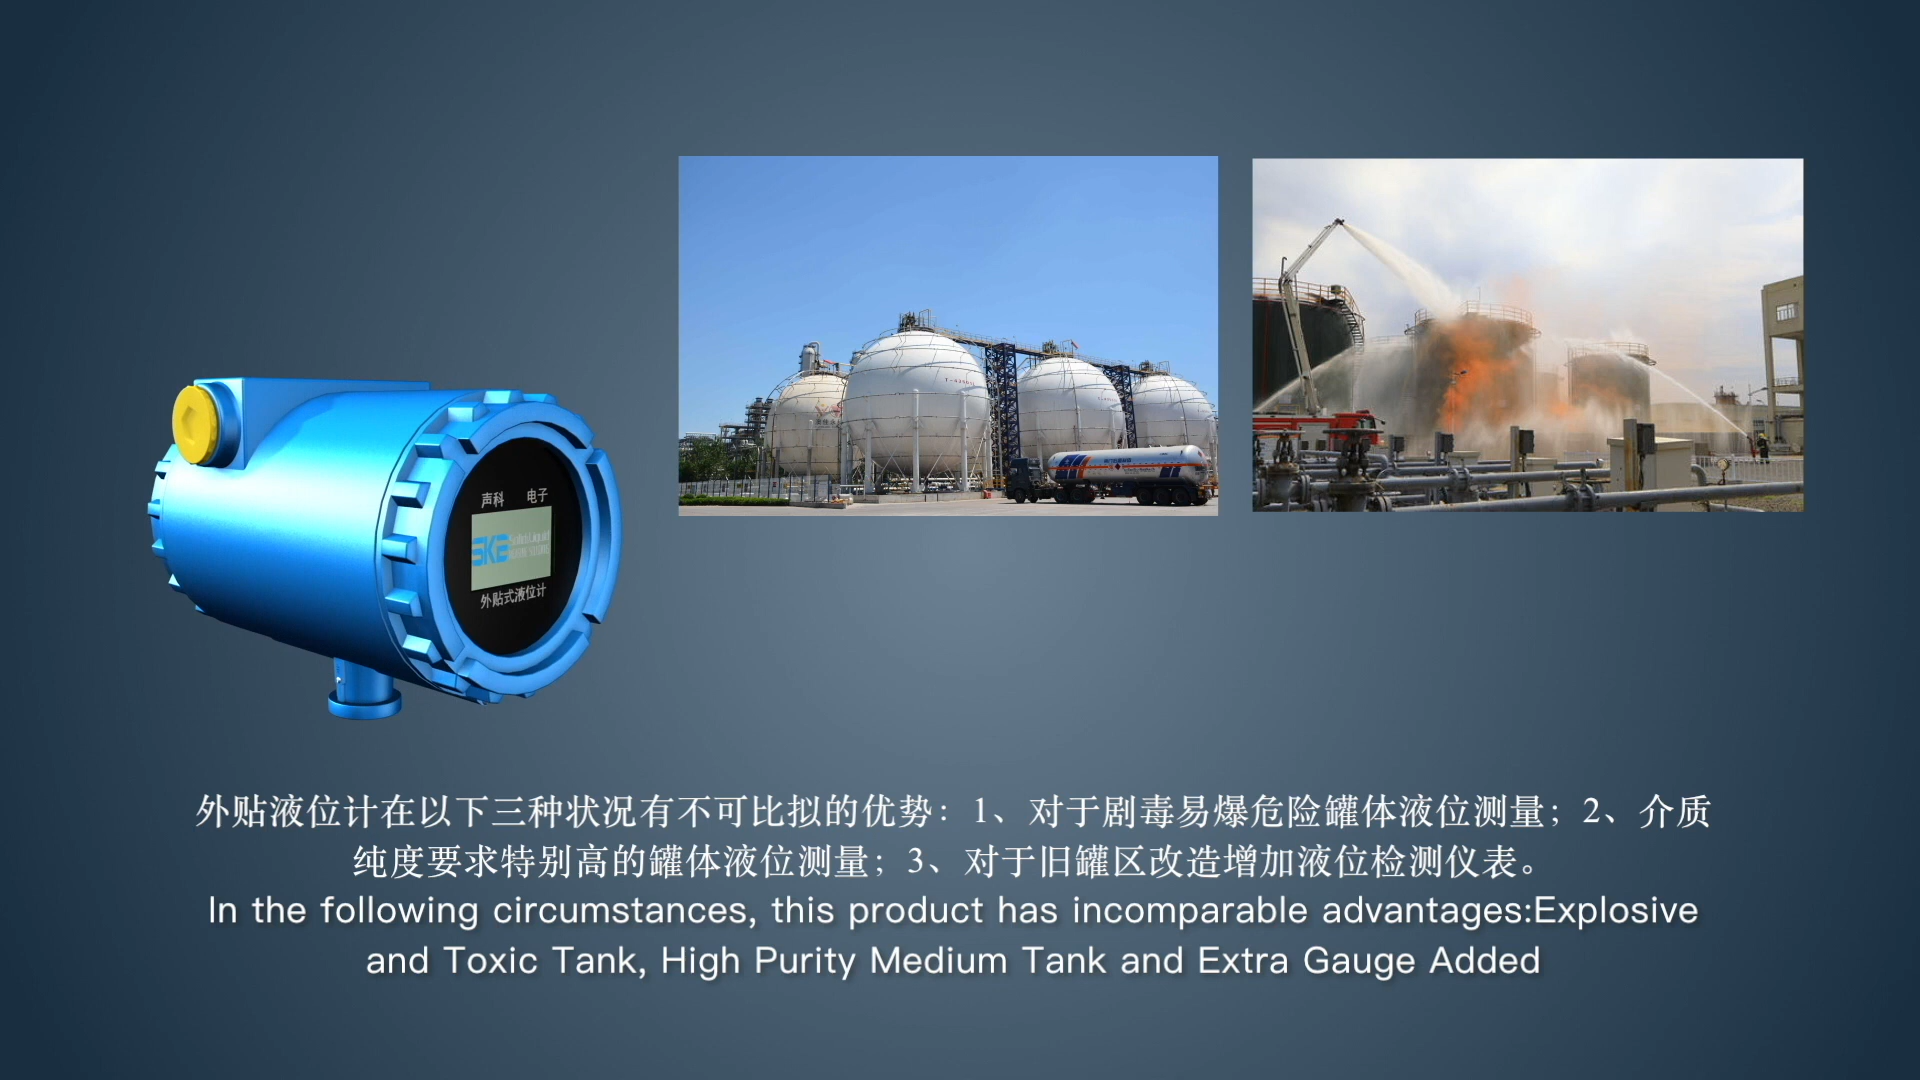 声科 电子
SKE
外贴式液位计
外贴液位计在以下三种状况有不可比拟的优势：1、对于剧毒易爆危险罐体液位测量；2、介质
纯度要求特别高的罐体液位测量；3、对于旧罐区改造增加液位检测仪表。
In the following circumstances, this product has incomparable advantages:Explosive
and Toxic Tank, High Purity Medium Tank and Extra Gauge Added